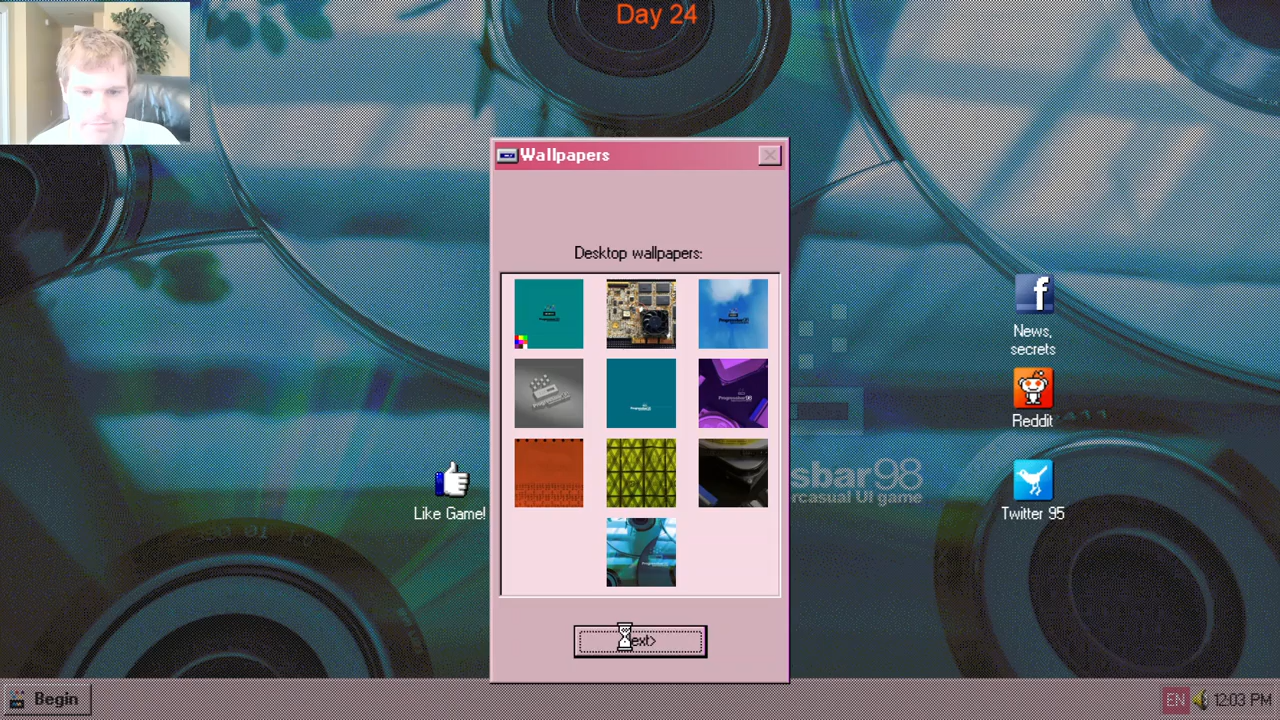 Day 24
Wallpapers
Desktop wallpapers:
News,
secrets
Reddit
Like Game!
sbar98
rcasual UI game
Twitter 95
ext>
Begin
EN
12:03 PM